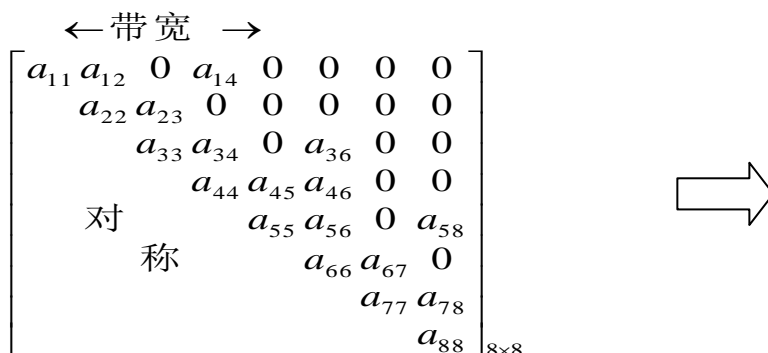 ← 带宽 →
a₁₁ a₁₂ 0 a₁₄ 0 0 0 0
a₂₂ a₂₃ 0 0 0 0 0
a₃₃ a₃₄ 0 a₃₆ 0 0
a₄₄ a₄₅ a₄₆ 0 0
对 a₅₅ a₅₆ 0 a₅₈
称 a₆₆ a₆₇ 0
a₇₇ a₇₈
a₈₈ 8×8